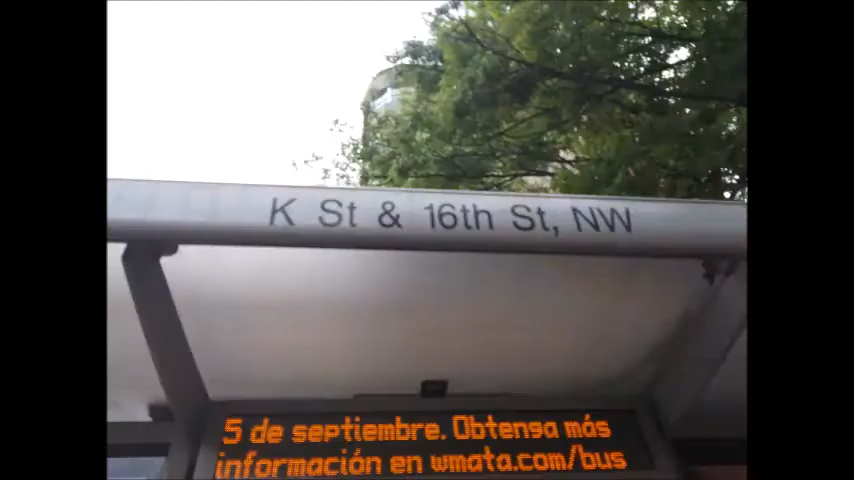 K St & 16th St, NW
5 de septiembre. Obtenga más
información en wmata.com/bus